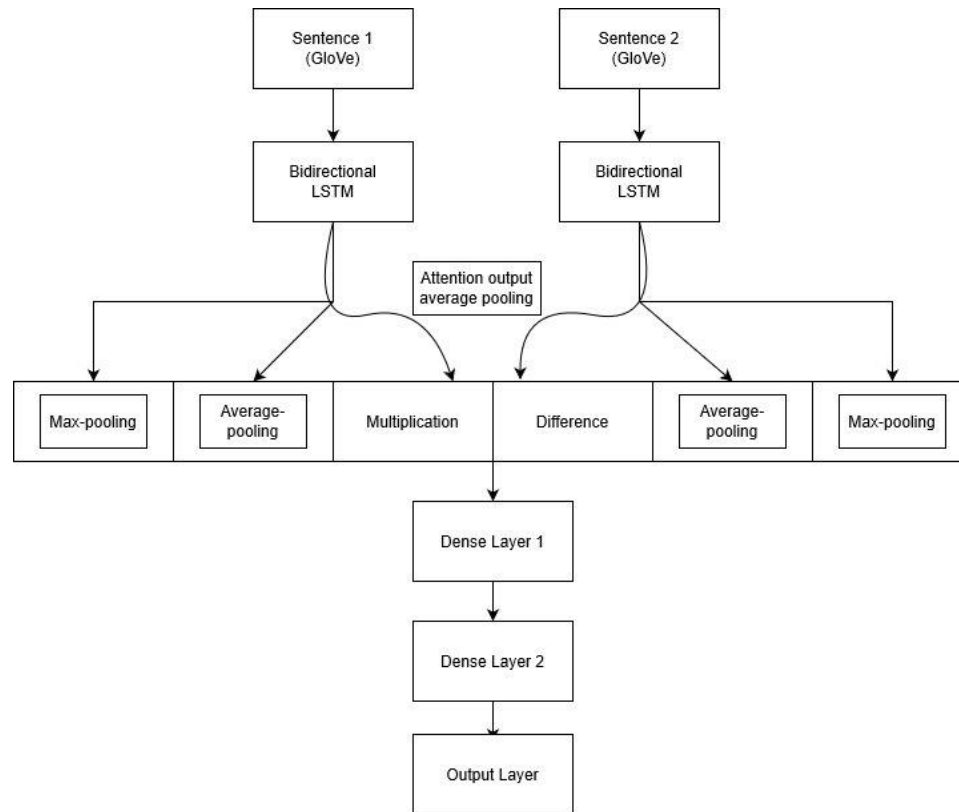 Sentence 1
(GloVe)
Sentence 2
(GloVe)
Bidirectional
LSTM
Bidirectional
LSTM
Attention output
average pooling
Max-pooling
Average-
pooling
Multiplication
Difference
Average-
pooling
Max-pooling
Dense Layer 1
Dense Layer 2
Output Layer